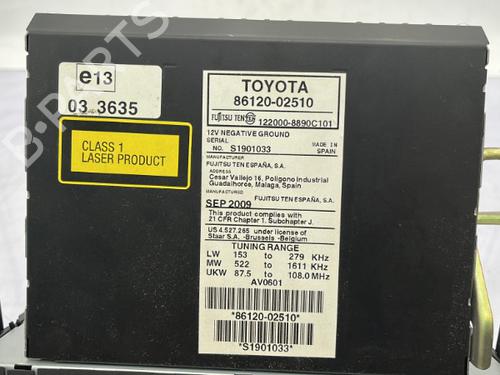 e13
03 3635
CLASS 1
LASER PRODUCT
TOYOTA
86120-02510
FUJITSU TEN 122000-8890C101
12V NEGATIVE GROUND
SERIAL
NO. S1901033
MADE IN
SPAIN
MANUFACTURER
FUJITSU TEN ESPAÑA, S.A.
ADDRESS
Cesar Vallejo 16, Poligono Industrial
Guadalhorce, Malaga, Spain
MANUFACTURED
FUJITSU TEN ESPAÑA, S.A.
SEP 2009
This product complies with
21 CFR Chapter 1. Subchapter J.
US 4.527.265 under license of
Staar S.A. -Brussels -Belgium
TUNING RANGE
LW 153 to 279 KHz
MW 522 to 1611 KHz
UKW 87.5 to 108.0 MHz
AV0601
*86120-02510*
*S1901033*
B-PARTS